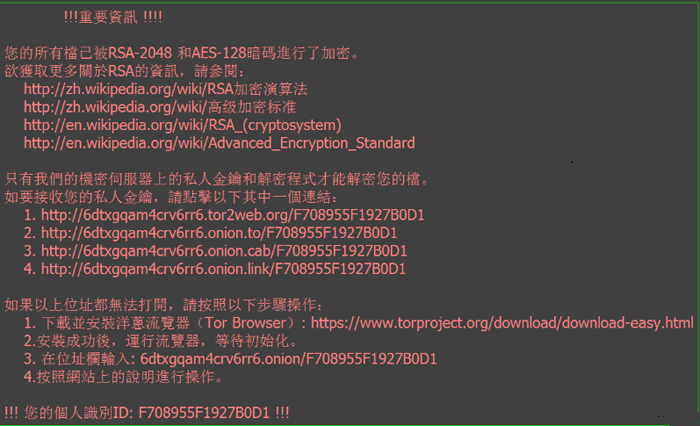 !!!重要資訊 !!!!
您的所有檔己被RSA-2048 和AES-128暗碼進行了加密。
欲獲取更多關於RSA的資訊，請參閱：
http://zh.wikipedia.org/wiki/RSA加密演算法
http://zh.wikipedia.org/wiki/高级加密标准
http://en.wikipedia.org/wiki/RSA_(cryptosystem)
http://en.wikipedia.org/wiki/Advanced_Encryption_Standard
只有我們的機密伺服器上的私人金鑰和解密程式才能解密您的檔。
如要接收您的私人金鑰，請點擊以下其中一個連結：
1. http://6dtxgqam4crv6rr6.tor2web.org/F708955F1927B0D1
2. http://6dtxgqam4crv6rr6.onion.to/F708955F1927B0D1
3. http://6dtxgqam4crv6rr6.onion.cab/F708955F1927B0D1
4. http://6dtxgqam4crv6rr6.onion.link/F708955F1927B0D1
如果以上位址都無法打開，請按照以下步驟操作：
1. 下載並安裝洋蔥流覽器（Tor Browser）: https://www.torproject.org/download/download-easy.html
2.安裝成功後，運行流覽器，等待初始化。
3. 在位址欄輸入: 6dtxgqam4crv6rr6.onion/F708955F1927B0D1
4.按照網站上的說明進行操作。
!!! 您的個人識別ID: F708955F1927B0D1 !!!